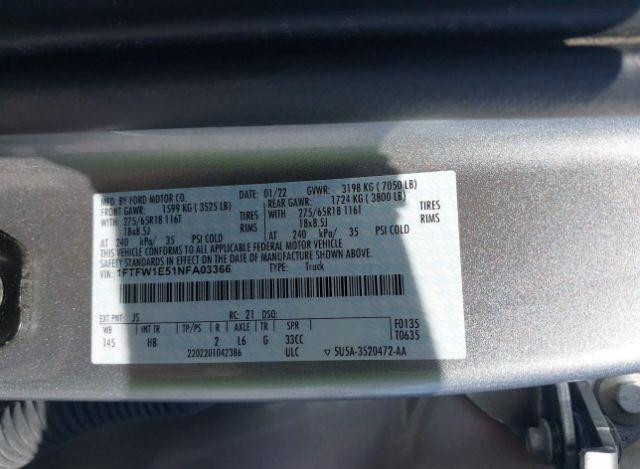 MFD. BY FORD MOTOR CO.
DATE: 01/22 GVWR: 3198 KG ( 7050 LB)
FRONT GAWR: 1599 KG ( 3525 LB)
REAR GAWR: 1724 KG ( 3800 LB)
275/65R18 116T TIRES
WITH 275/65R18 116T TIRES
18x8.5J RIMS
18x8.5J RIMS
AT 240 kPa/ 35 PSI COLD
AT 240 kPa/ 35 PSI COLD
THIS VEHICLE CONFORMS TO ALL APPLICABLE FEDERAL MOTOR VEHICLE
SAFETY STANDARDS IN EFFECT ON THE DATE OF MANUFACTURE SHOWN ABOVE.
VIN: 1FTFW1E51NFA03366 TYPE: Truck
EXT PNT: JS RC: 21 DSO: F0135
WB INT TR TP/PS R AXLE TR SPR T0635
145 HB 2 L6 G 33CC
2202201042386 ULC ▽ 5U5A-3520472-AA